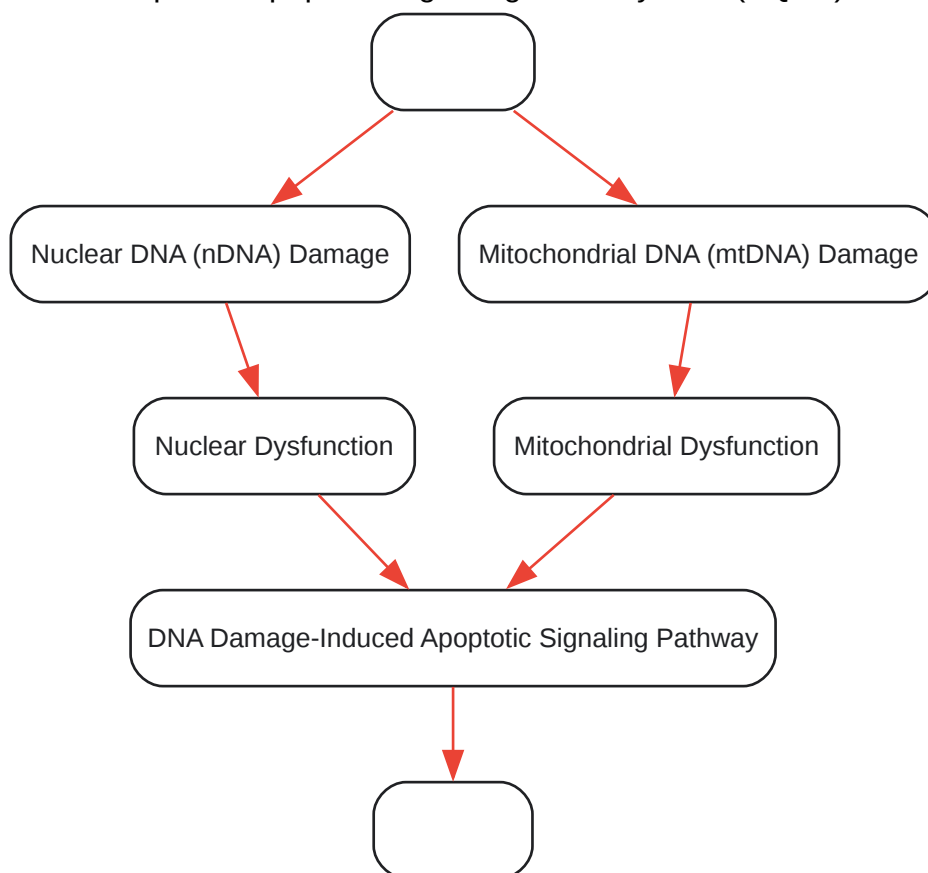 Nuclear DNA (nDNA) Damage
Mitochondrial DNA (mtDNA) Damage
Nuclear Dysfunction
Mitochondrial Dysfunction
DNA Damage-Induced Apoptotic Signaling Pathway